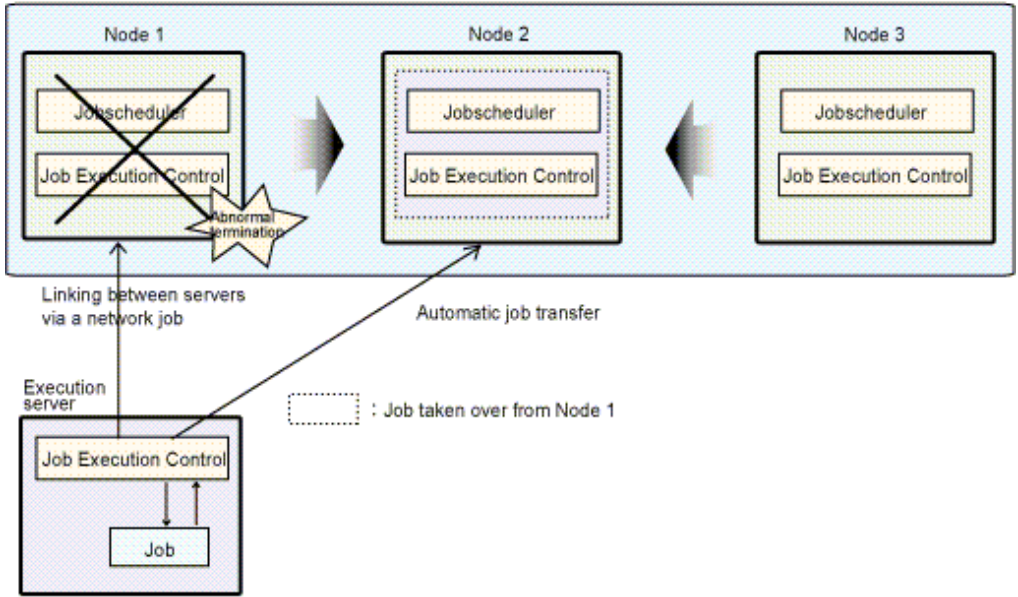 Node 1
Node 2
Node 3
Jobscheduler
Jobscheduler
Jobscheduler
Job Execution Control
Job Execution Control
Job Execution Control
Abnormal
termination
Linking between servers
via a network job
Automatic job transfer
Execution
server
: Job taken over from Node 1
Job Execution Control
Job